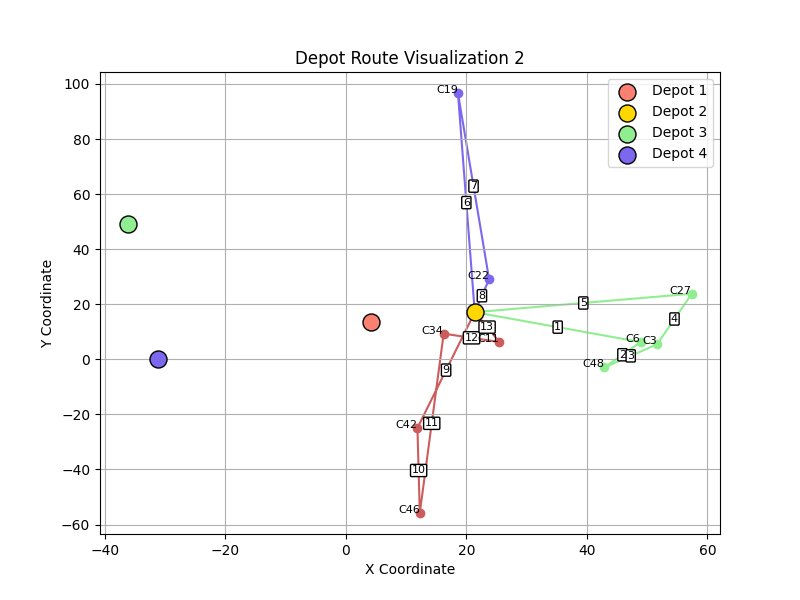 Depot Route Visualization 2
Depot 1
Depot 2
Depot 3
Depot 4
Y Coordinate
100
80
60
40
20
0
−20
−40
−60
C19
7
6
C22
8
C27
5
4
C34
13
12
C11
1
C6
C3
C48
2
3
9
C42
11
10
C46
−40
−20
0
20
40
60
X Coordinate